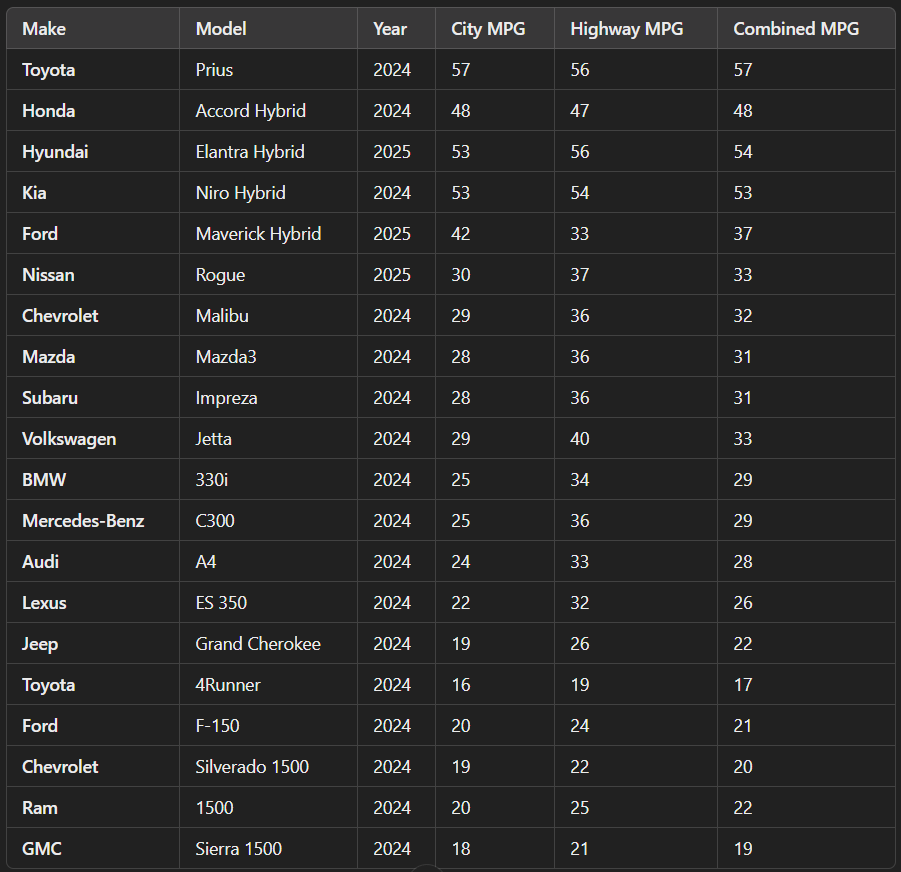 Make Model Year City MPG Highway MPG Combined MPG
Toyota Prius 2024 57 56 57
Honda Accord Hybrid 2024 48 47 48
Hyundai Elantra Hybrid 2025 53 56 54
Kia Niro Hybrid 2024 53 54 53
Ford Maverick Hybrid 2025 42 33 37
Nissan Rogue 2025 30 37 33
Chevrolet Malibu 2024 29 36 32
Mazda Mazda3 2024 28 36 31
Subaru Impreza 2024 28 36 31
Volkswagen Jetta 2024 29 40 33
BMW 330i 2024 25 34 29
Mercedes-Benz C300 2024 25 36 29
Audi A4 2024 24 33 28
Lexus ES 350 2024 22 32 26
Jeep Grand Cherokee 2024 19 26 22
Toyota 4Runner 2024 16 19 17
Ford F-150 2024 20 24 21
Chevrolet Silverado 1500 2024 19 22 20
Ram 1500 2024 20 25 22
GMC Sierra 1500 2024 18 21 19